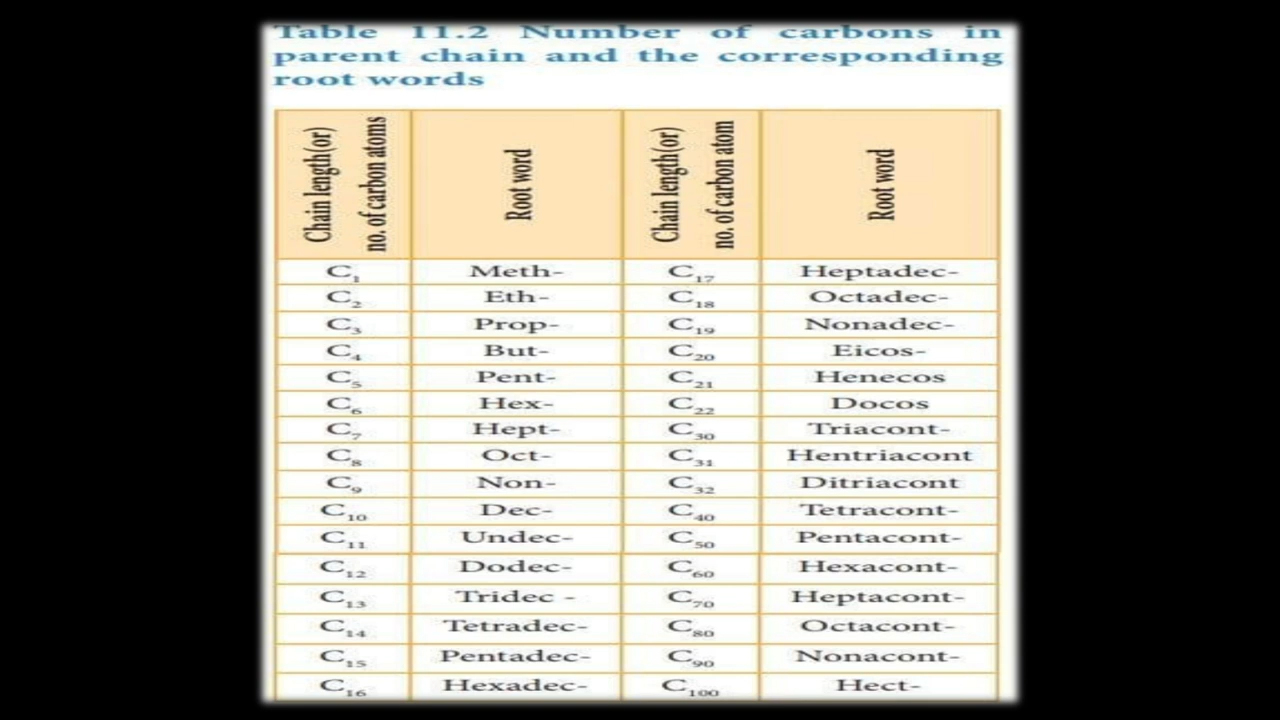 Table 11.2 Number of carbons in
parent chain and the corresponding
root words
Chain length(or) no. of carbon atoms Root word Chain length(or) no. of carbon atom Root word
C₁ Meth- C₁₇ Heptadec-
C₂ Eth- C₁₈ Octadec-
C₃ Prop- C₁₉ Nonadec-
C₄ But- C₂₀ Eicos-
C₅ Pent- C₂₁ Henecos
C₆ Hex- C₂₂ Docos
C₇ Hept- C₃₀ Triacont-
C₈ Oct- C₃₁ Hentriacont
C₉ Non- C₃₂ Ditriacont
C₁₀ Dec- C₄₀ Tetracont-
C₁₁ Undec- C₅₀ Pentacont-
C₁₂ Dodec- C₆₀ Hexacont-
C₁₃ Tridec - C₇₀ Heptacont-
C₁₄ Tetradec- C₈₀ Octacont-
C₁₅ Pentadec- C₉₀ Nonacont-
C₁₆ Hexadec- C₁₀₀ Hect-